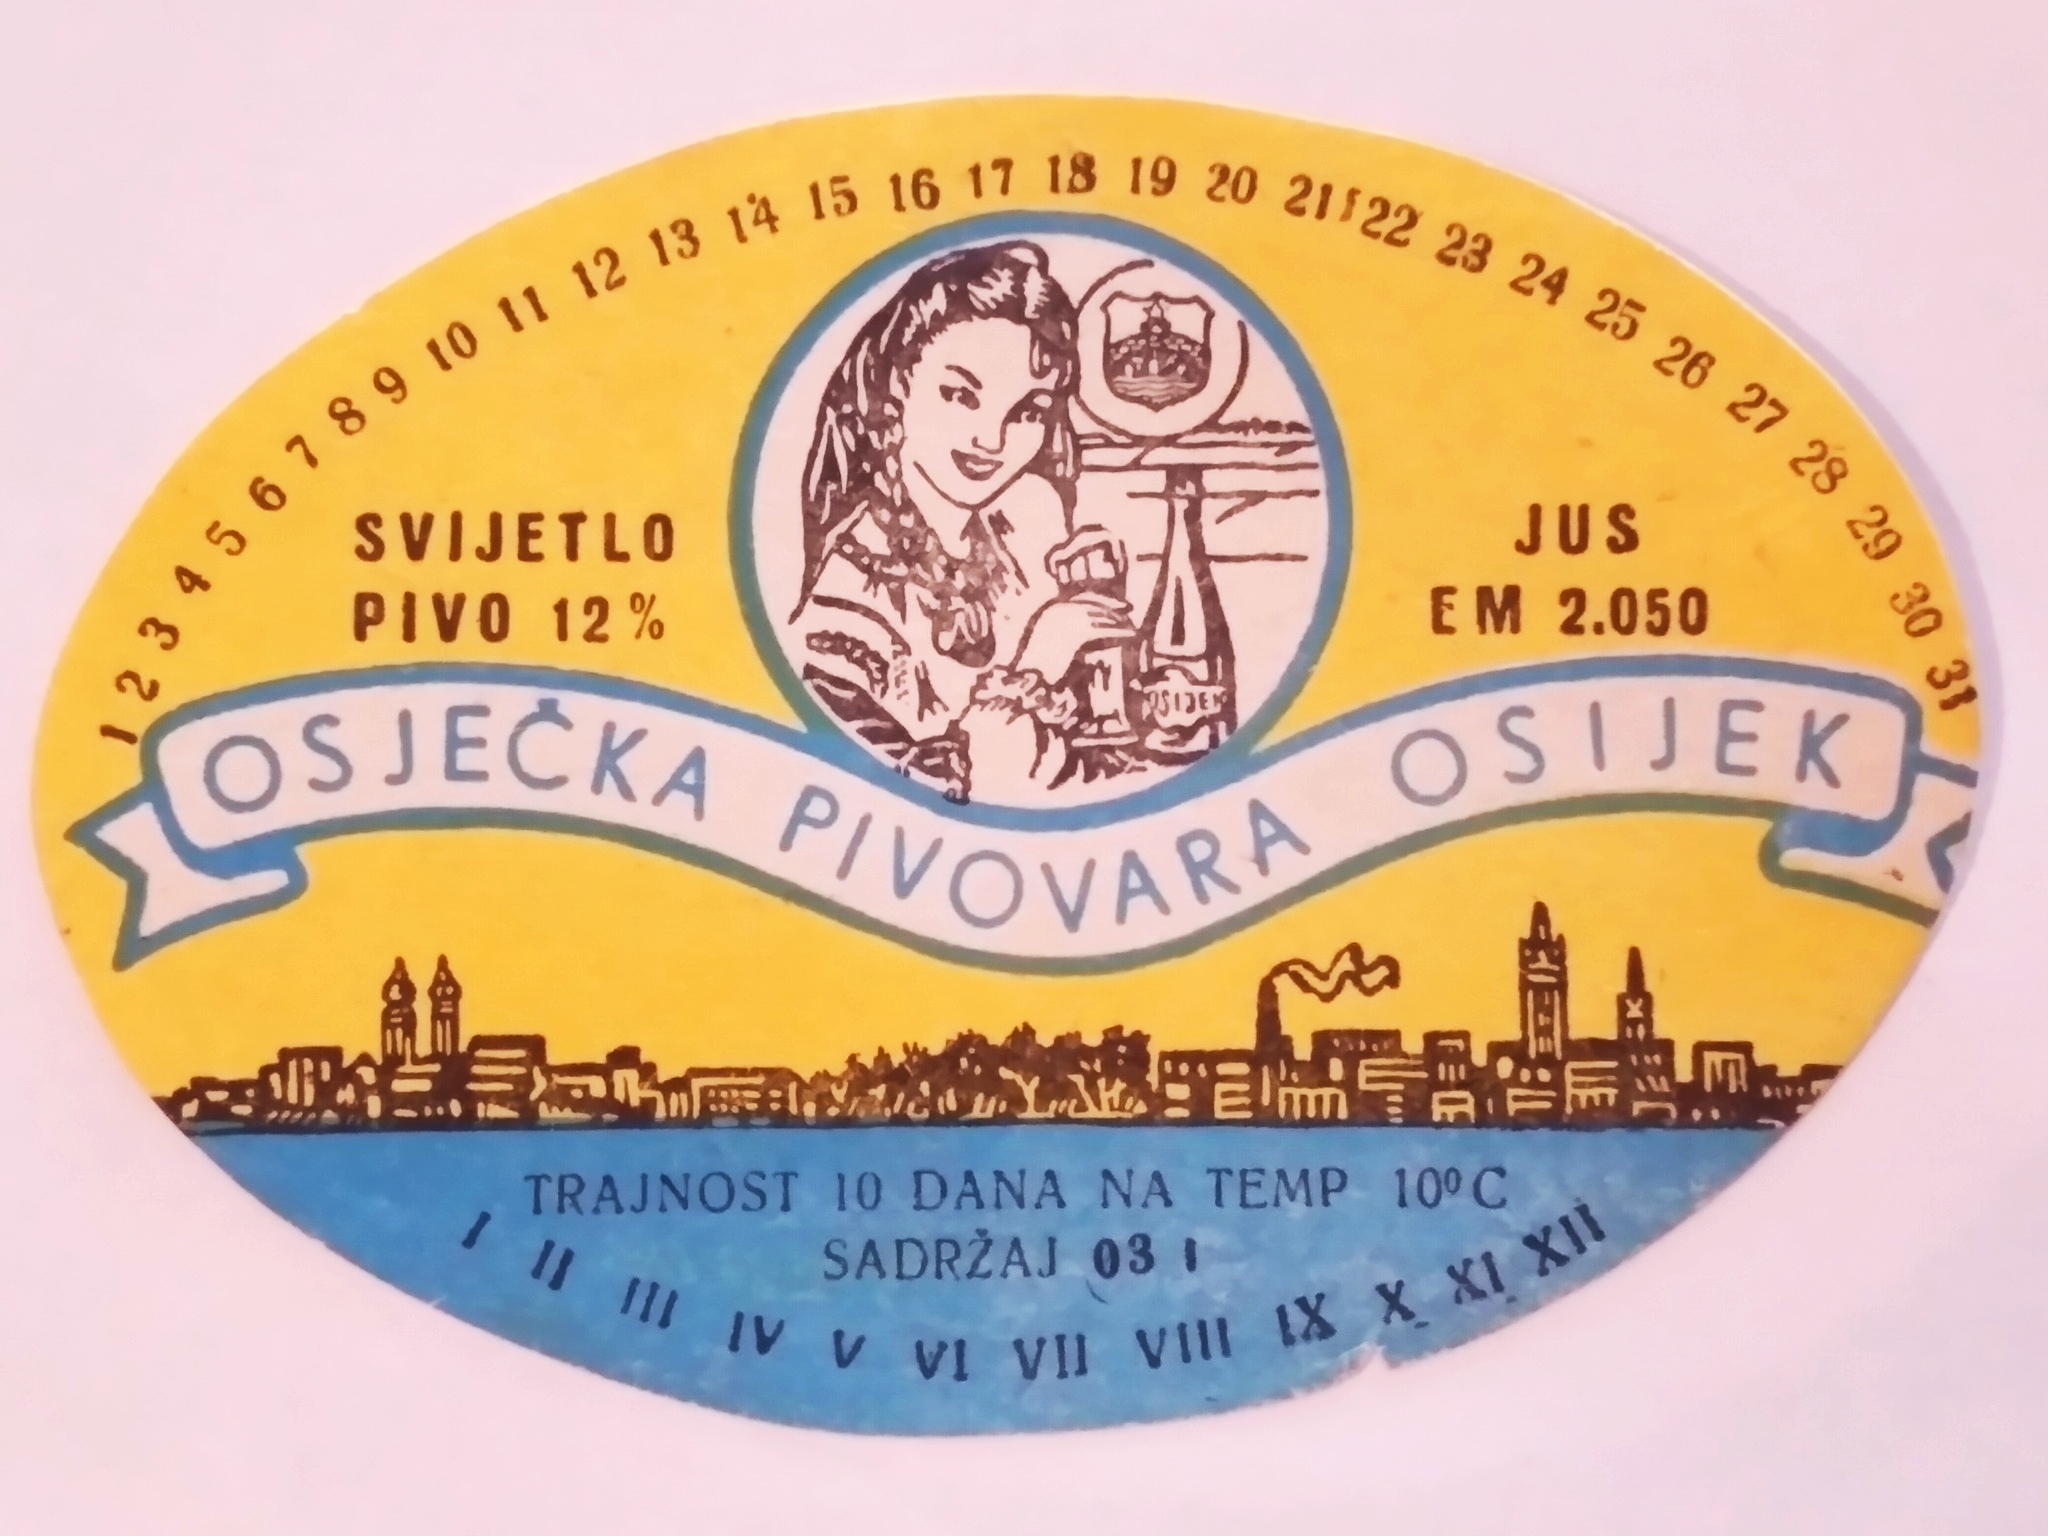 1 2 3 4 5 6 7 8 9 10 11 12 13 14 15 16 17 18 19 20 21 22 23 24 25 26 27 28 29 30 31
SVIJETLO
PIVO 12%
JUS
EM 2.050
OSIJEK
OSJEČKA PIVOVARA OSIJEK
TRAJNOST 10 DANA NA TEMP 10⁰C
SADRŽAJ 03 l
I II III IV V VI VII VIII IX X XI XII